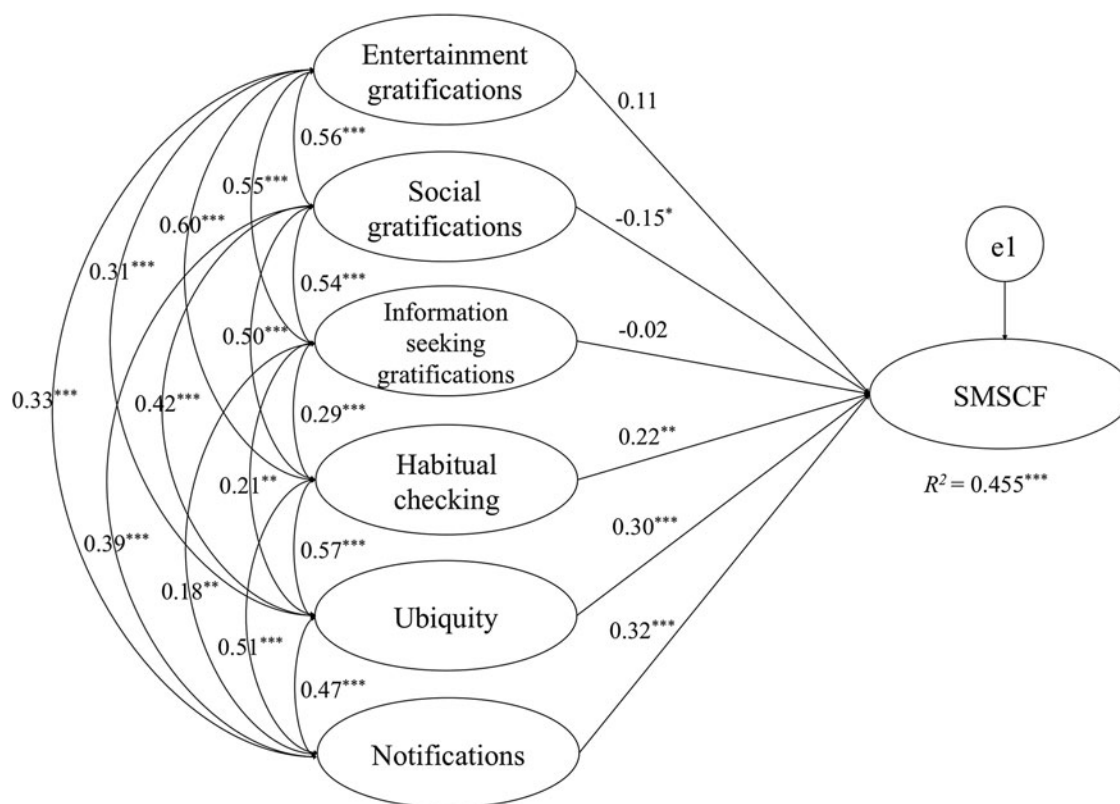 Entertainment
gratifications
0.11
0.56***
0.55***
0.60***
Social
gratifications
-0.15*
e1
0.31***
0.54***
Information
seeking
gratifications
-0.02
0.50***
0.33***
0.42***
0.29***
SMSCF
0.22**
Habitual
checking
0.21**
R² = 0.455***
0.39***
0.57***
0.30***
0.18**
Ubiquity
0.32***
0.51***
0.47***
Notifications